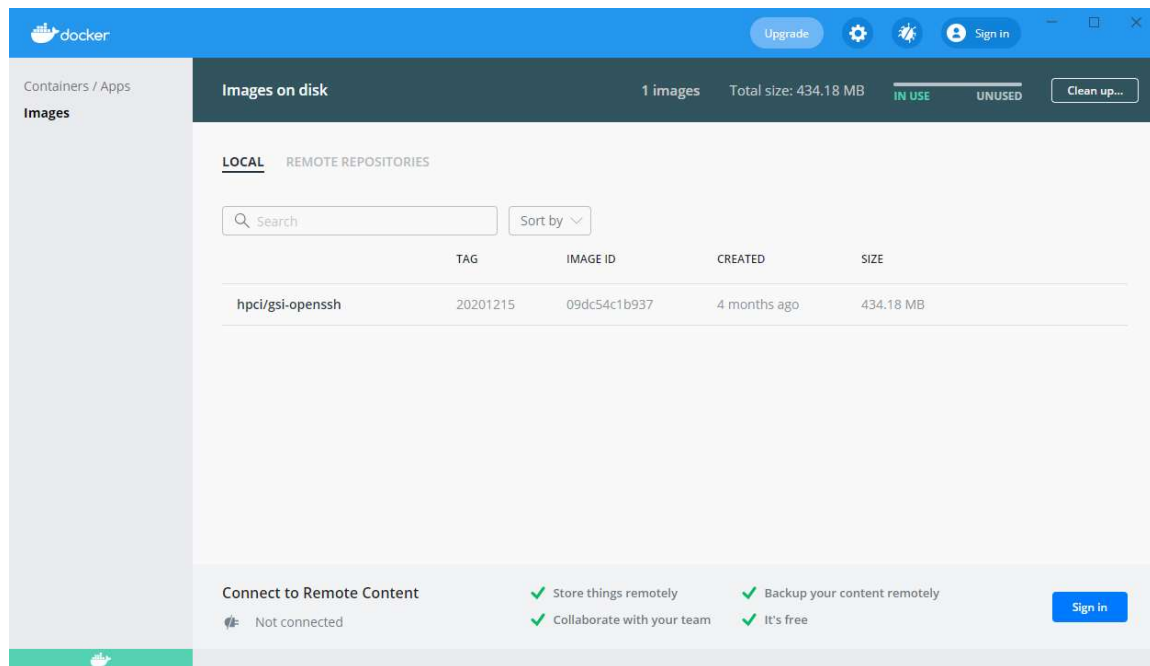 docker
Upgrade
Sign in
Containers / Apps
Images
Images on disk
1 images
Total size: 434.18 MB
IN USE
UNUSED
Clean up...
LOCAL
REMOTE REPOSITORIES
Search
Sort by
TAG
IMAGE ID
CREATED
SIZE
hpci/gsi-openssh
20201215
09dc54c1b937
4 months ago
434.18 MB
Connect to Remote Content
Not connected
Store things remotely
Collaborate with your team
Backup your content remotely
It's free
Sign in